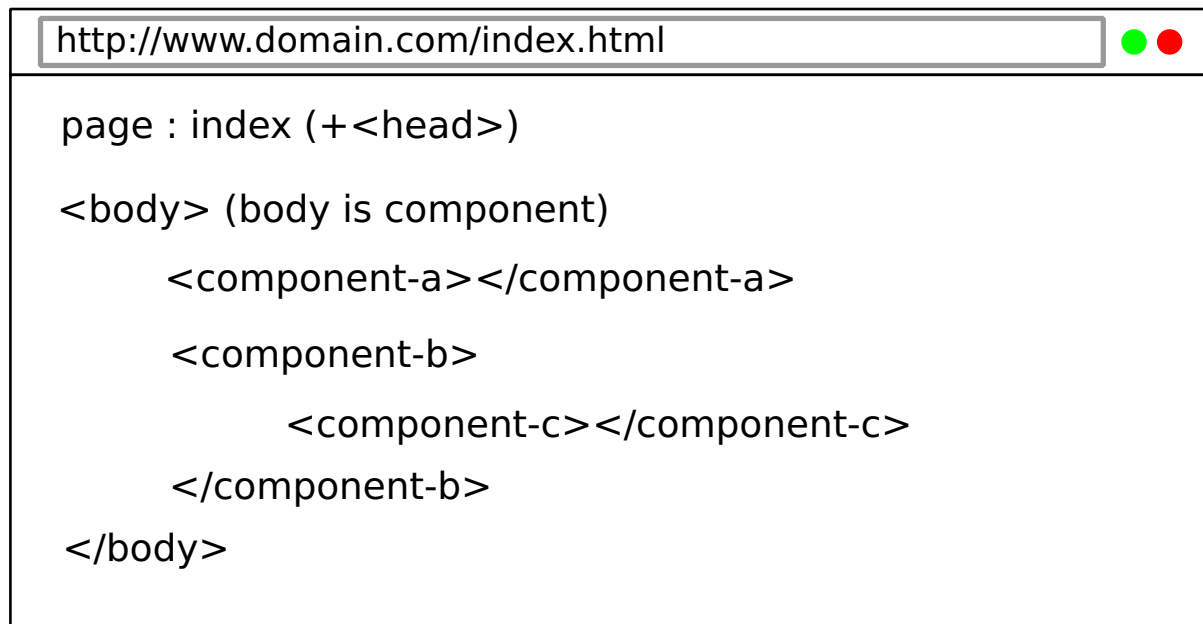 http://www.domain.com/index.html
page : index (+<head>)
<body> (body is component)
<component-a></component-a>
<component-b>
<component-c></component-c>
</component-b>
</body>